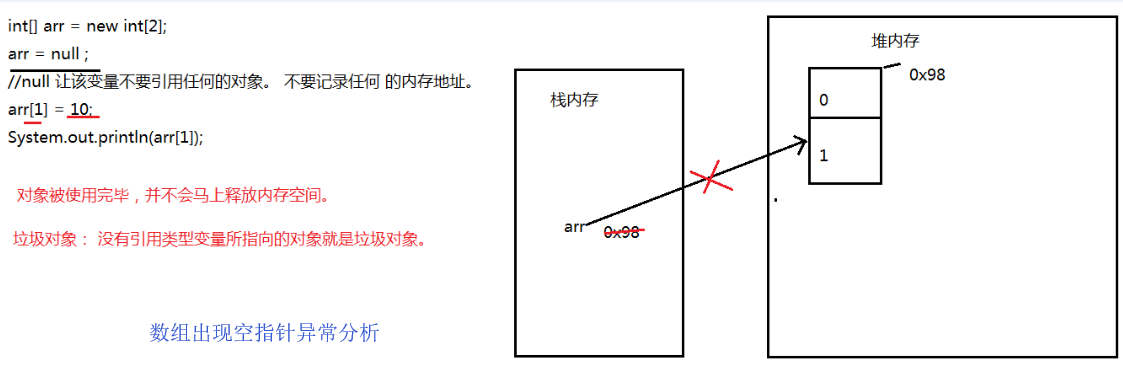 int[] arr = new int[2];
arr = null ;
//null 让该变量不要引用任何的对象。 不要记录任何 的内存地址。
arr[1] = 10;
System.out.println(arr[1]);
对象被使用完毕，并不会马上释放内存空间。
垃圾对象： 没有引用类型变量所指向的对象就是垃圾对象。
数组出现空指针异常分析
栈内存
arr
0x98
堆内存
0x98
0
1